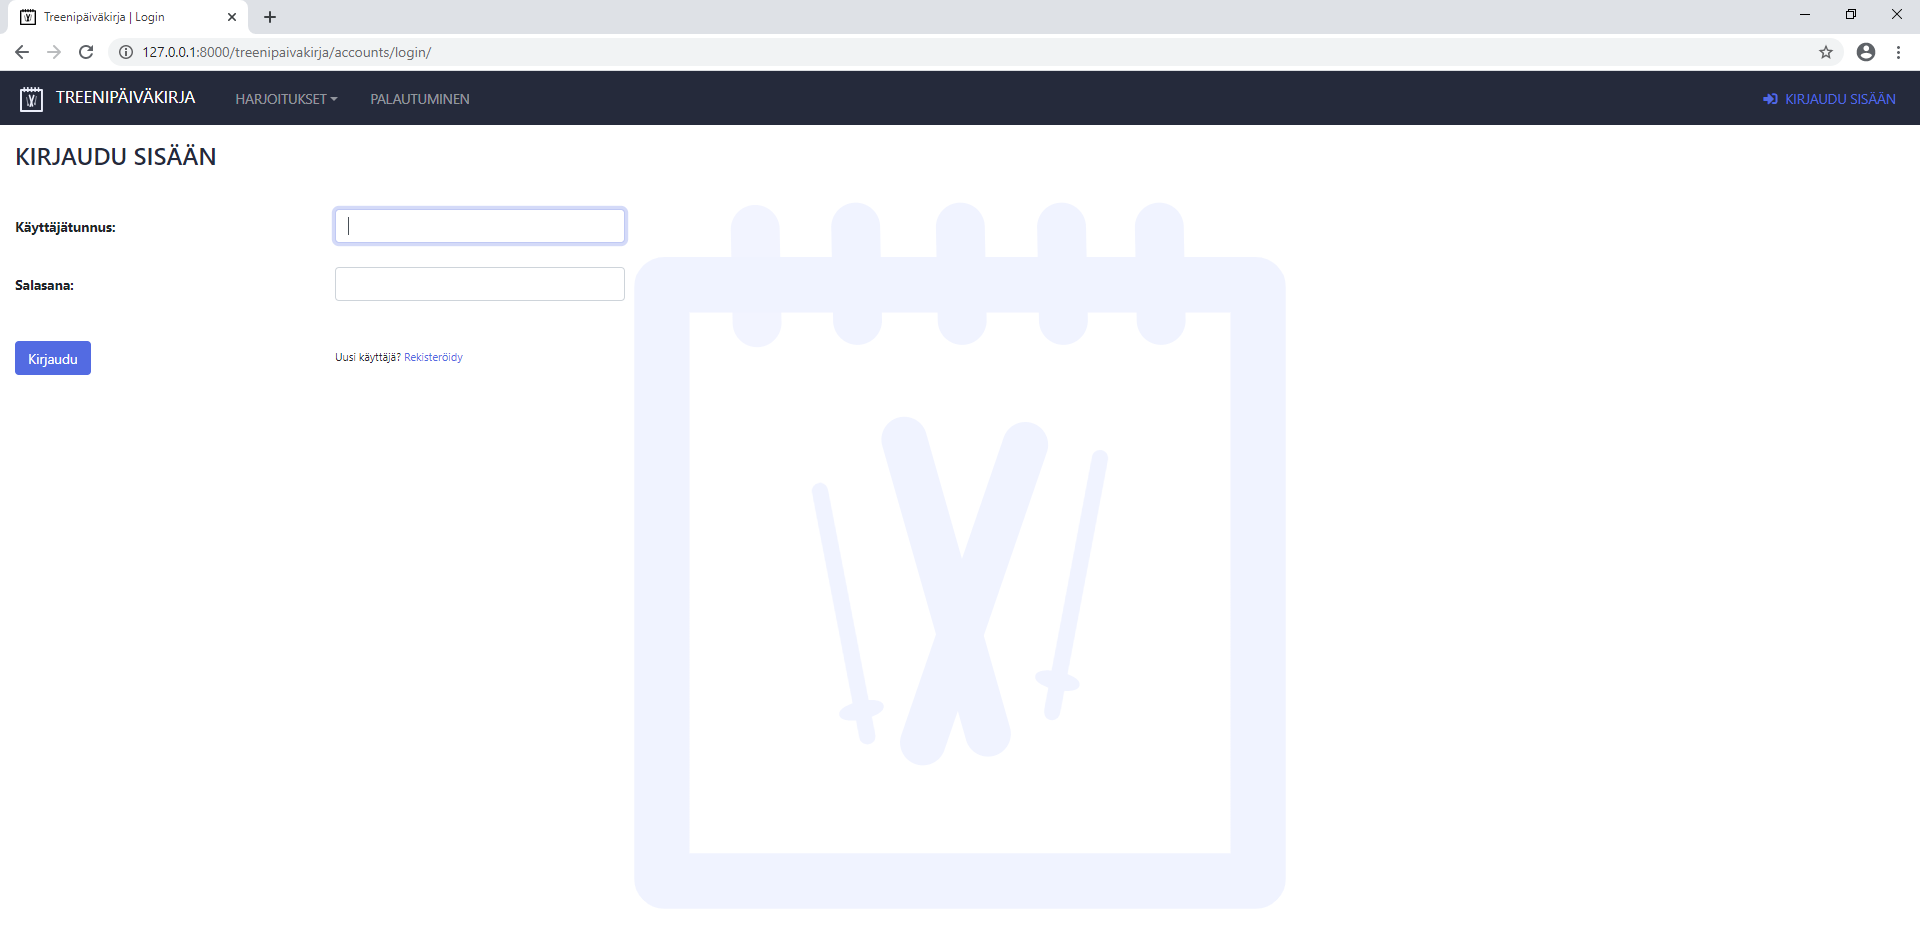 Treenipäiväkirja | Login
127.0.0.1:8000/treenipaivakirja/accounts/login/
TREENIPÄIVÄKIRJA HARJOITUKSET PALAUTUMINEN KIRJAUDU SISÄÄN
KIRJAUDU SISÄÄN
Käyttäjätunnus:
Salasana:
Kirjaudu Uusi käyttäjä? Rekisteröidy